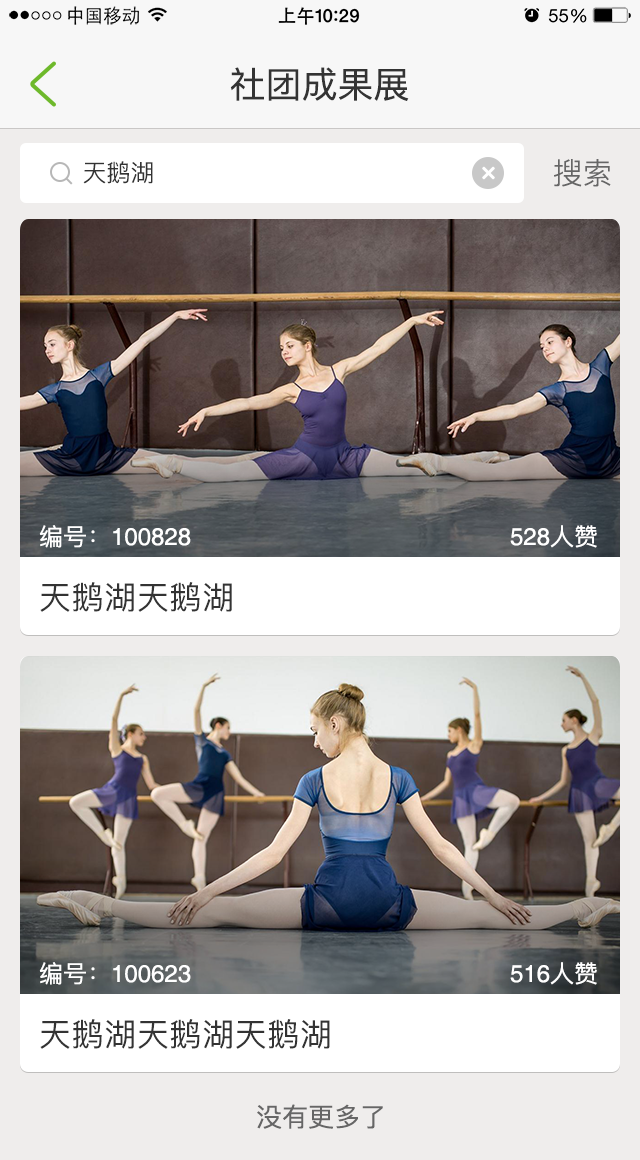 中国移动 上午10:29 55%
社团成果展
天鹅湖 搜索
编号：100828 528人赞
天鹅湖天鹅湖
编号：100623 516人赞
天鹅湖天鹅湖天鹅湖
没有更多了